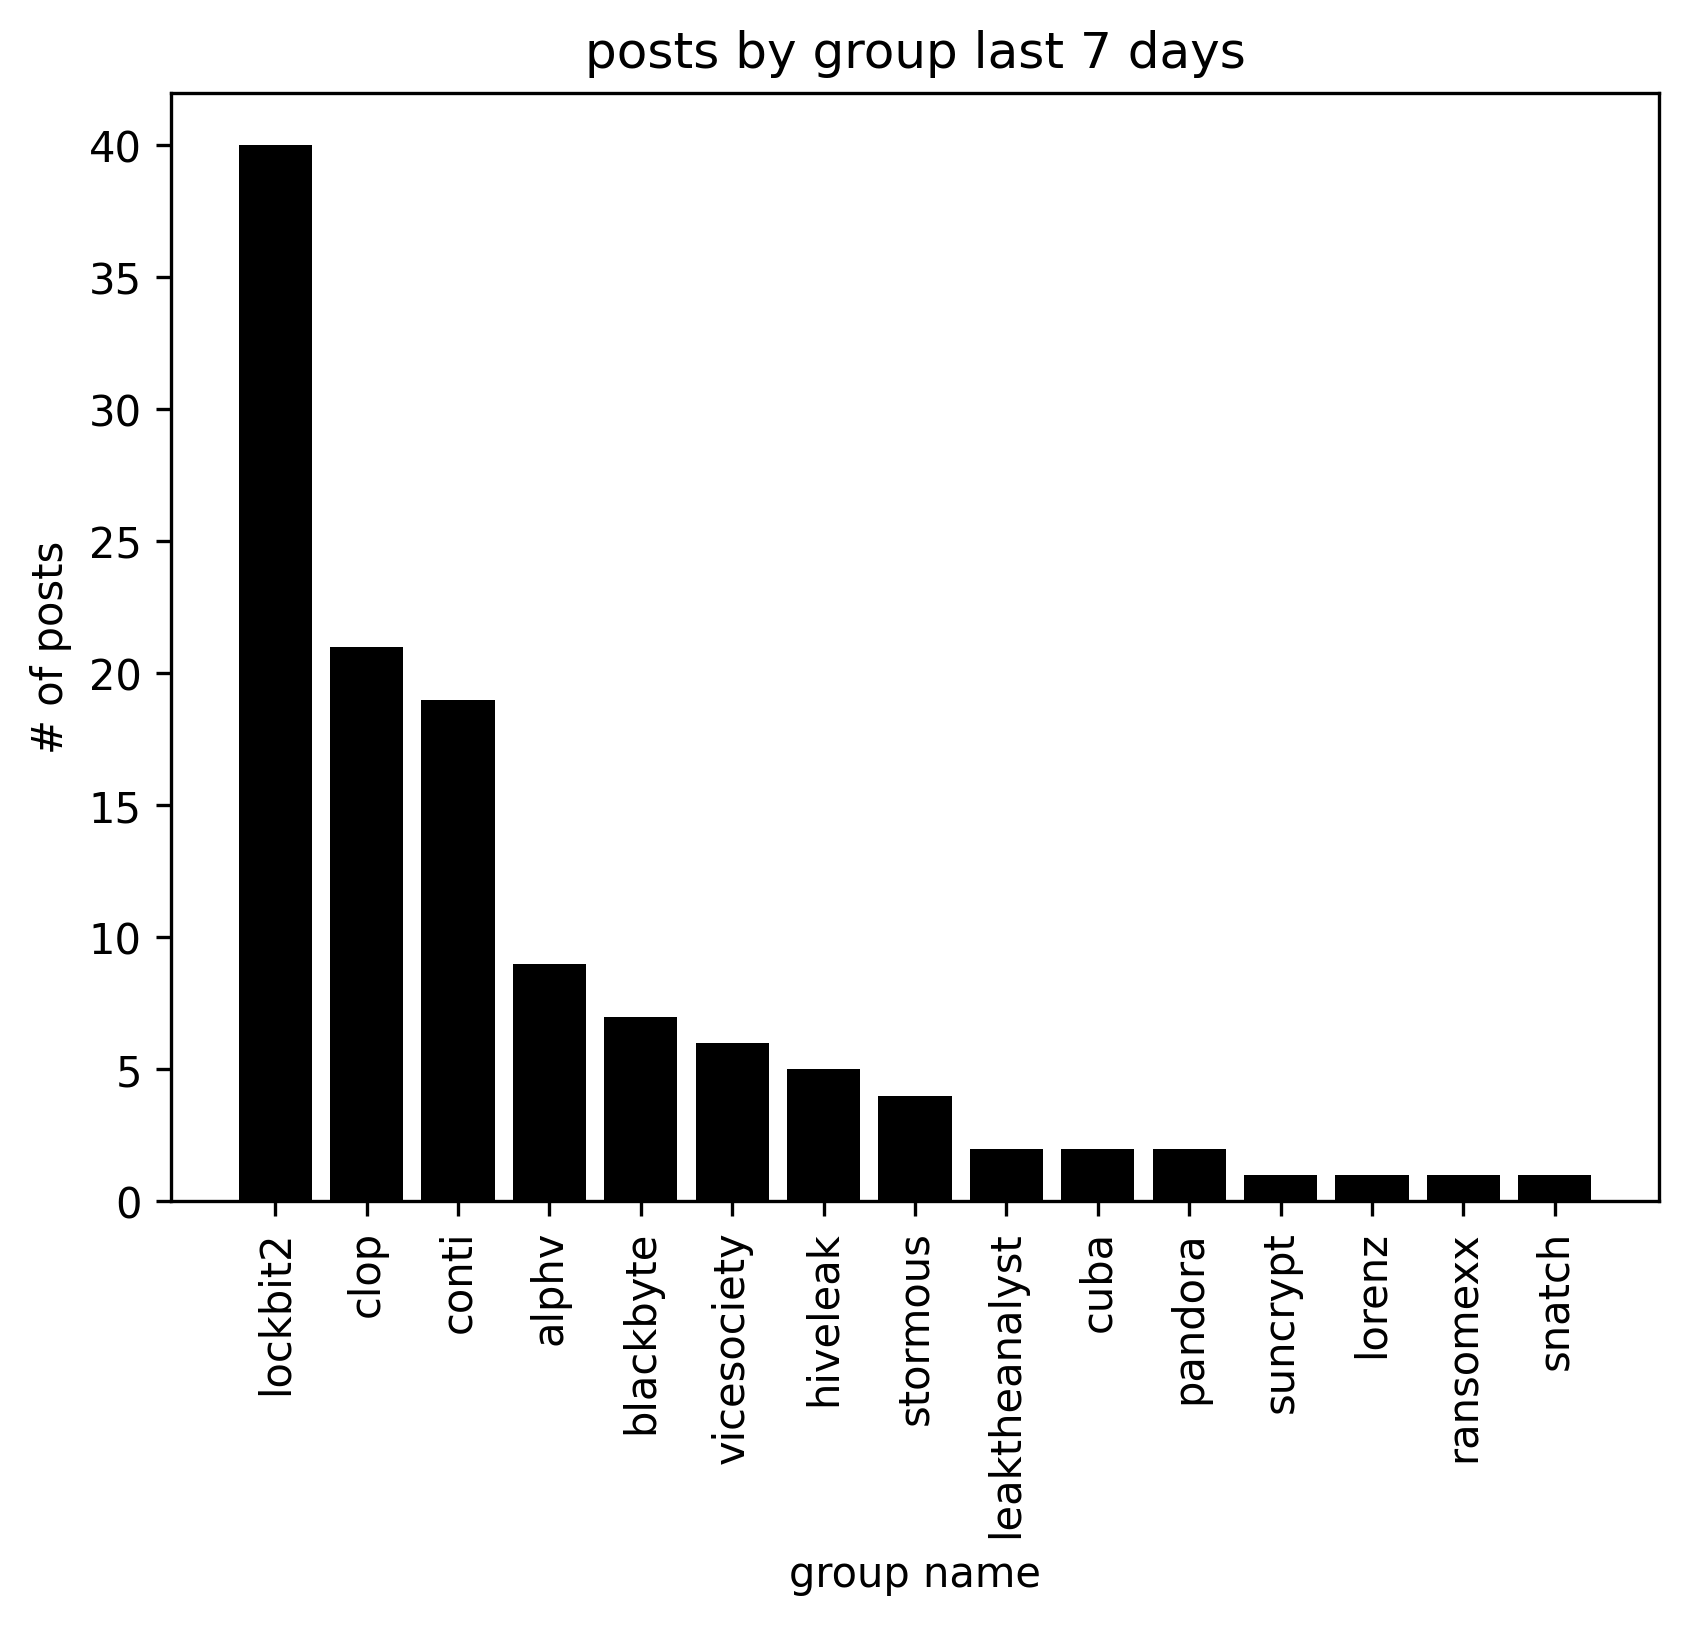 posts by group last 7 days
# of posts
40
35
30
25
20
15
10
5
0
lockbit2
clop
conti
alphv
blackbyte
vicesociety
hiveleak
stormous
leaktheanalyst
cuba
pandora
suncrypt
lorenz
ransomexx
snatch
group name